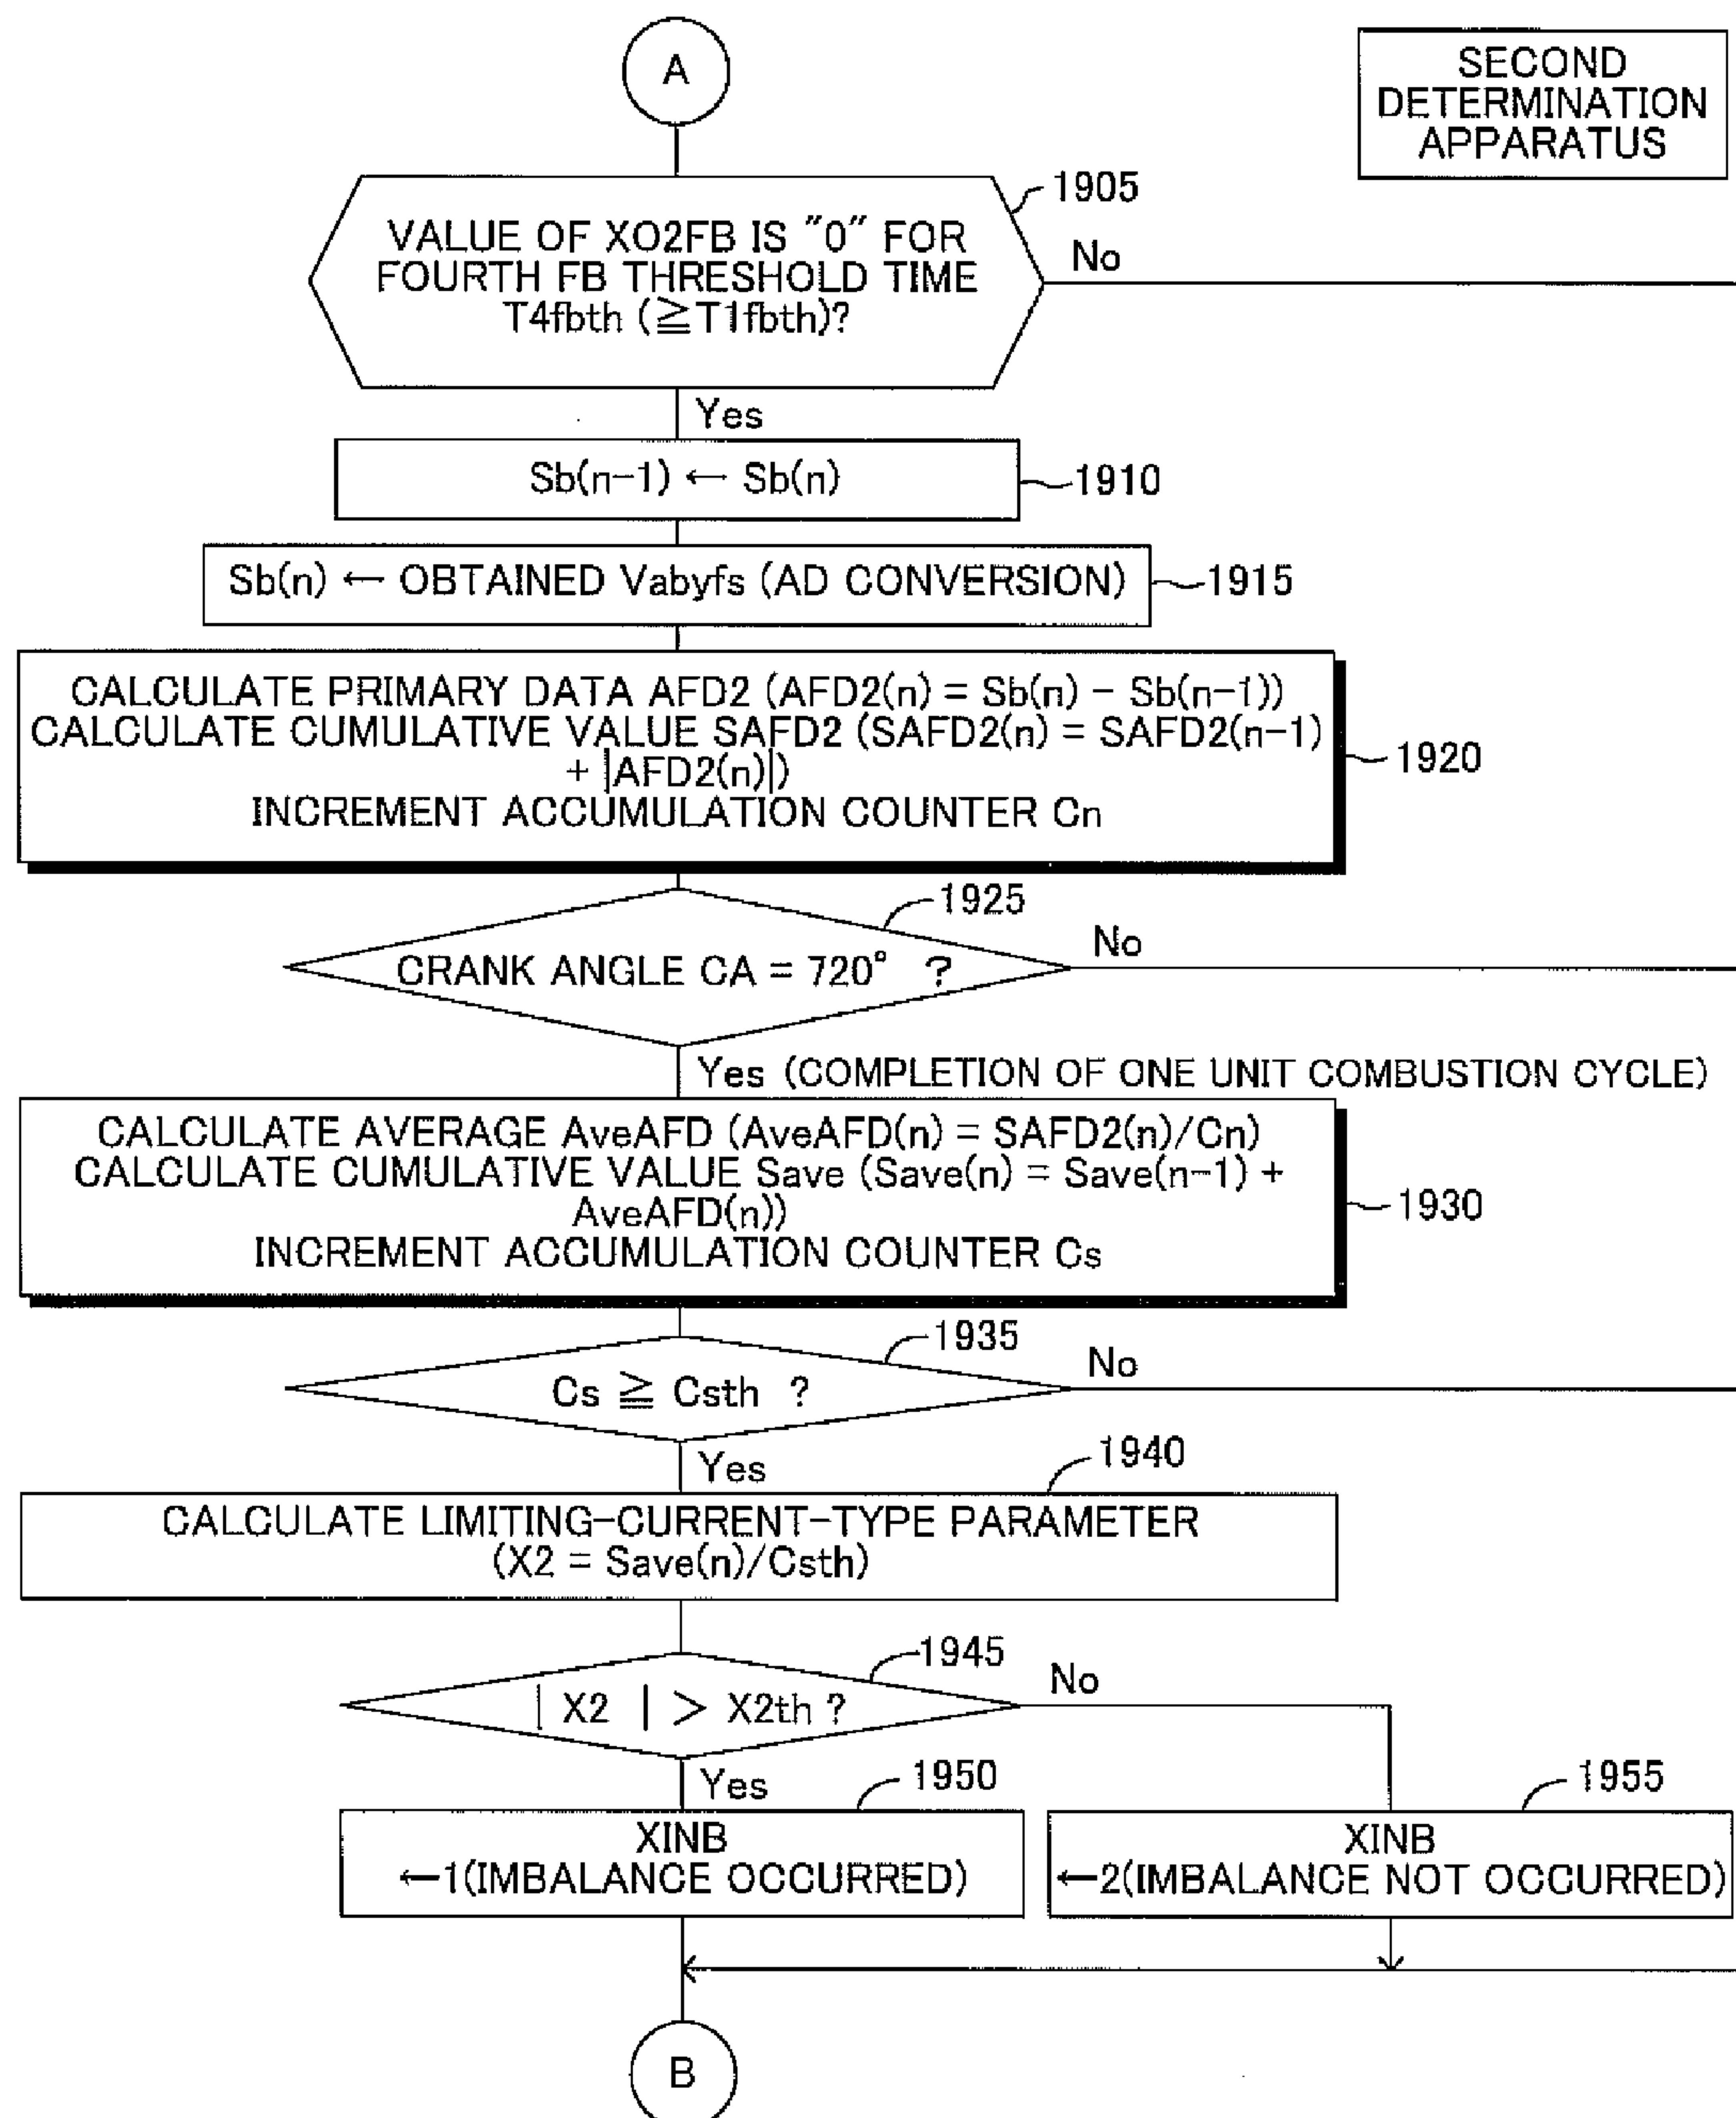 A
SECOND
DETERMINATION
APPARATUS
1905
VALUE OF XO2FB IS "0" FOR
FOURTH FB THRESHOLD TIME
T4fbth (≧T1fbth)?
No
Yes
Sb(n-1) ← Sb(n)
1910
Sb(n) ← OBTAINED Vabyfs (AD CONVERSION)
1915
CALCULATE PRIMARY DATA AFD2 (AFD2(n) = Sb(n) - Sb(n-1))
CALCULATE CUMULATIVE VALUE SAFD2 (SAFD2(n) = SAFD2(n-1)
+ |AFD2(n)|)
INCREMENT ACCUMULATION COUNTER Cn
1920
1925
CRANK ANGLE CA = 720° ?
No
Yes (COMPLETION OF ONE UNIT COMBUSTION CYCLE)
CALCULATE AVERAGE AveAFD (AveAFD(n) = SAFD2(n)/Cn)
CALCULATE CUMULATIVE VALUE Save (Save(n) = Save(n-1) +
AveAFD(n))
INCREMENT ACCUMULATION COUNTER Cs
1930
1935
Cs ≧ Csth ?
No
Yes
1940
CALCULATE LIMITING-CURRENT-TYPE PARAMETER
(X2 = Save(n)/Csth)
1945
| X2 | > X2th ?
No
Yes
1950
XINB
←1(IMBALANCE OCCURRED)
1955
XINB
←2(IMBALANCE NOT OCCURRED)
B